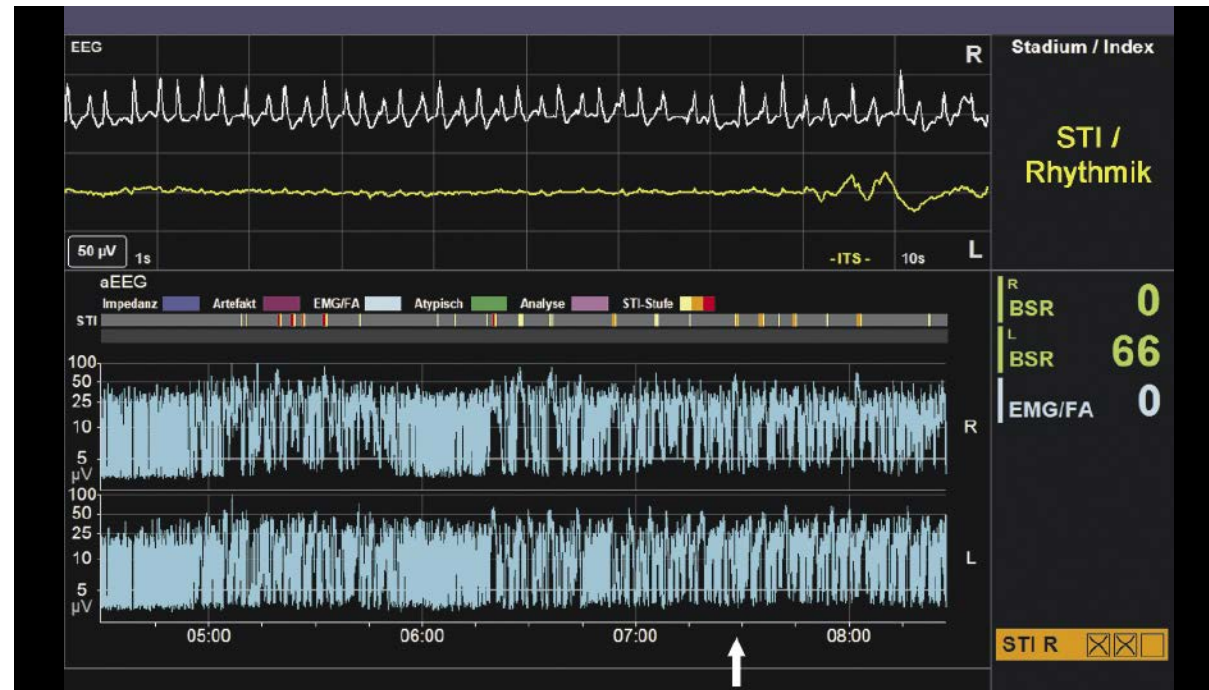 EEG
R
Stadium / Index
STI /
Rhythmik
50 µV
1s
- ITS -
10s
L
aEEG
Impedanz
Artefakt
EMG/FA
Atypisch
Analyse
STI-Stufe
STI
R
BSR
0
L
BSR
66
EMG/FA
0
100
50
25
10
5
µV
R
100
50
25
10
5
µV
L
05:00
06:00
07:00
08:00
STI R